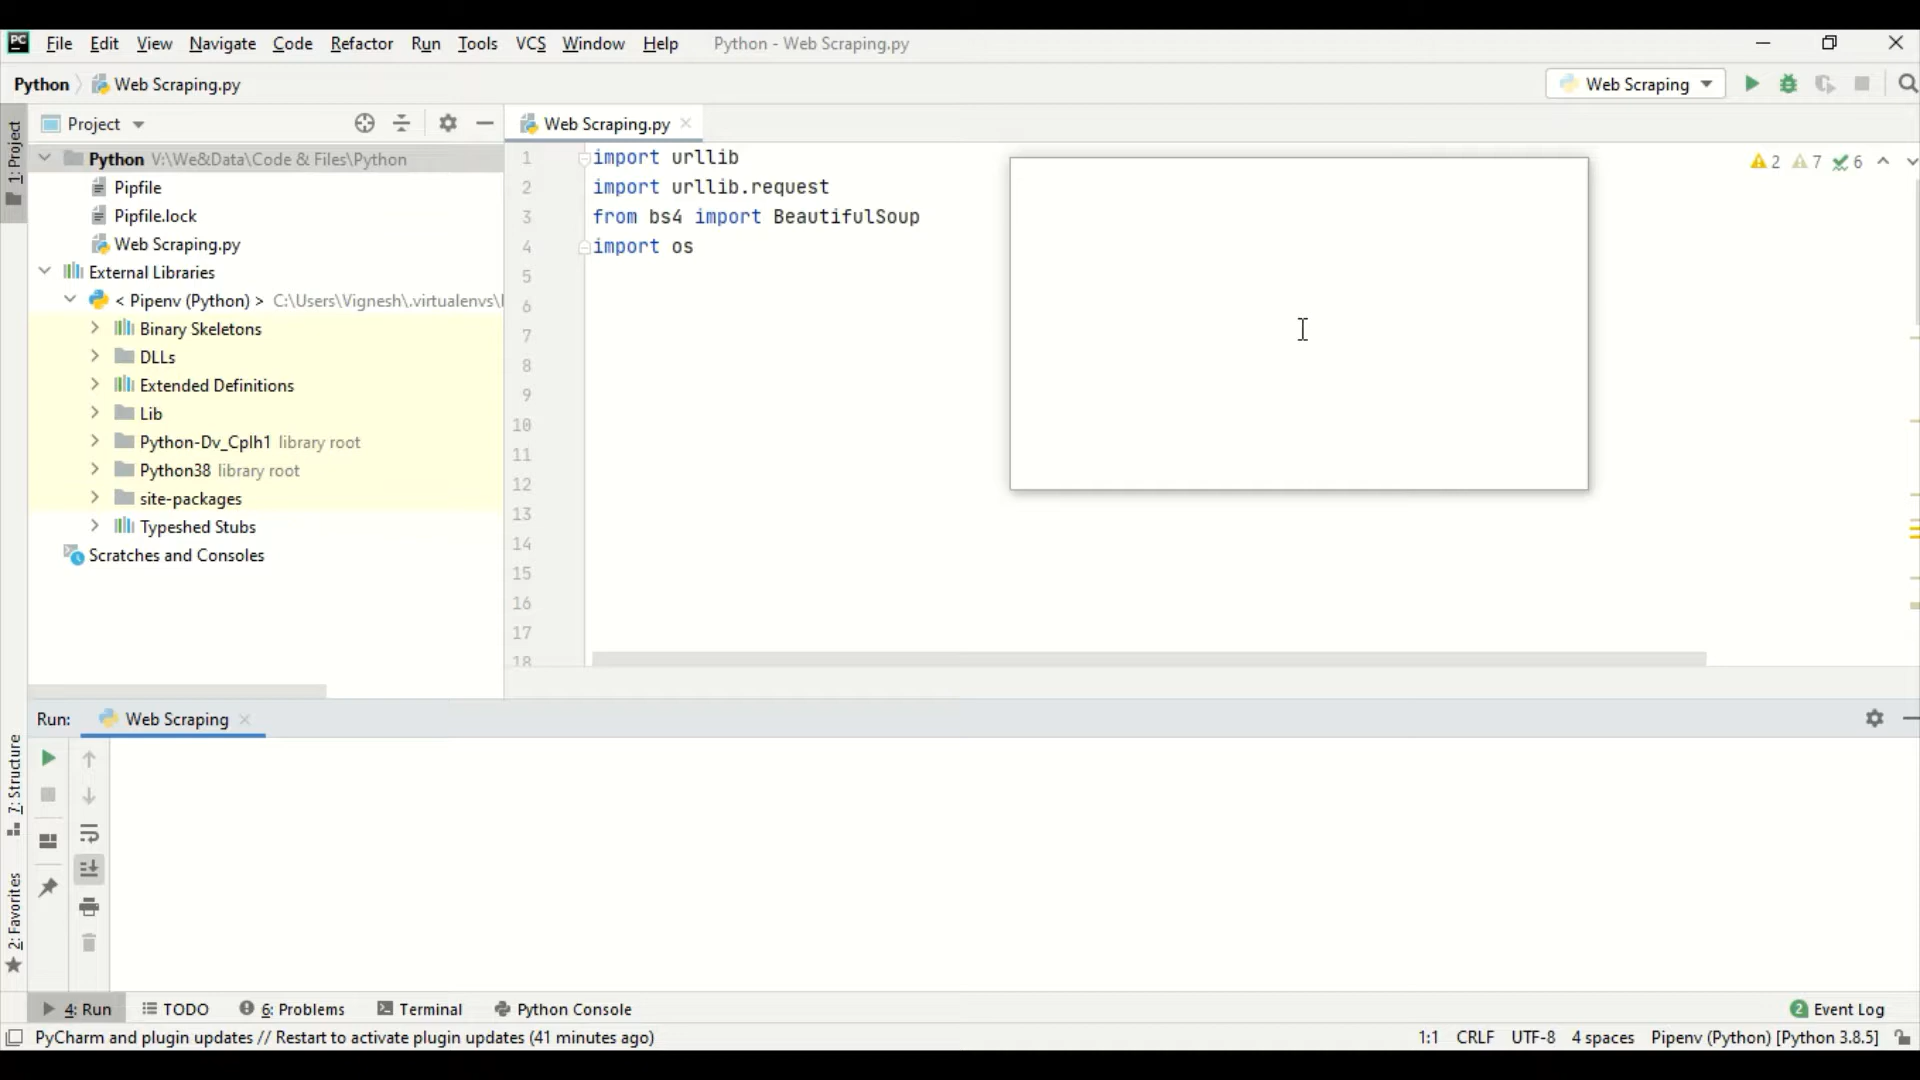 PC File Edit View Navigate Code Refactor Run Tools VCS Window Help Python - Web Scraping.py
Python Web Scraping.py Web Scraping
1: Project
Project
Python V:\We&Data\Code & Files\Python
Pipfile
Pipfile.lock
Web Scraping.py
External Libraries
< Pipenv (Python) > C:\Users\Vignesh\.virtualenvs\
Binary Skeletons
DLLs
Extended Definitions
Lib
Python-Dv_Cplh1 library root
Python38 library root
site-packages
Typeshed Stubs
Scratches and Consoles
Web Scraping.py
2 7 6
1 import urllib
2 import urllib.request
3 from bs4 import BeautifulSoup
4 import os
5
6
7
8
9
10
11
12
13
14
15
16
17
18
Run: Web Scraping
7: Structure
2: Favorites
4: Run TODO 6: Problems Terminal Python Console 2 Event Log
PyCharm and plugin updates // Restart to activate plugin updates (41 minutes ago) 1:1 CRLF UTF-8 4 spaces Pipenv (Python) [Python 3.8.5]